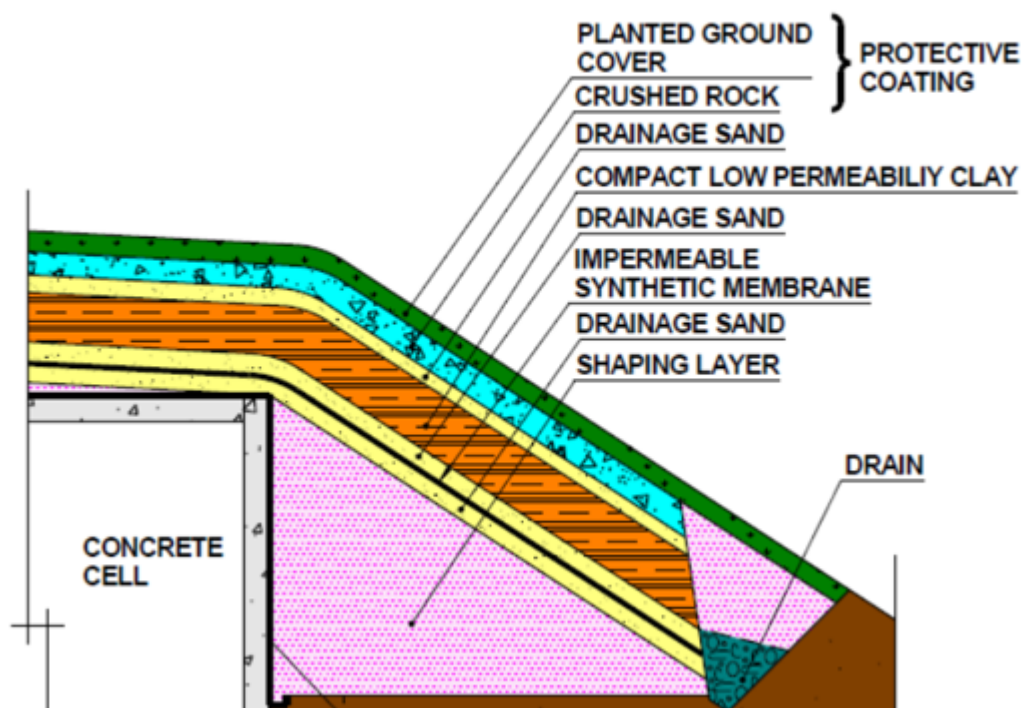 PLANTED GROUND
COVER
PROTECTIVE
COATING
CRUSHED ROCK
DRAINAGE SAND
COMPACT LOW PERMEABILIY CLAY
DRAINAGE SAND
IMPERMEABLE
SYNTHETIC MEMBRANE
DRAINAGE SAND
SHAPING LAYER
DRAIN
CONCRETE
CELL